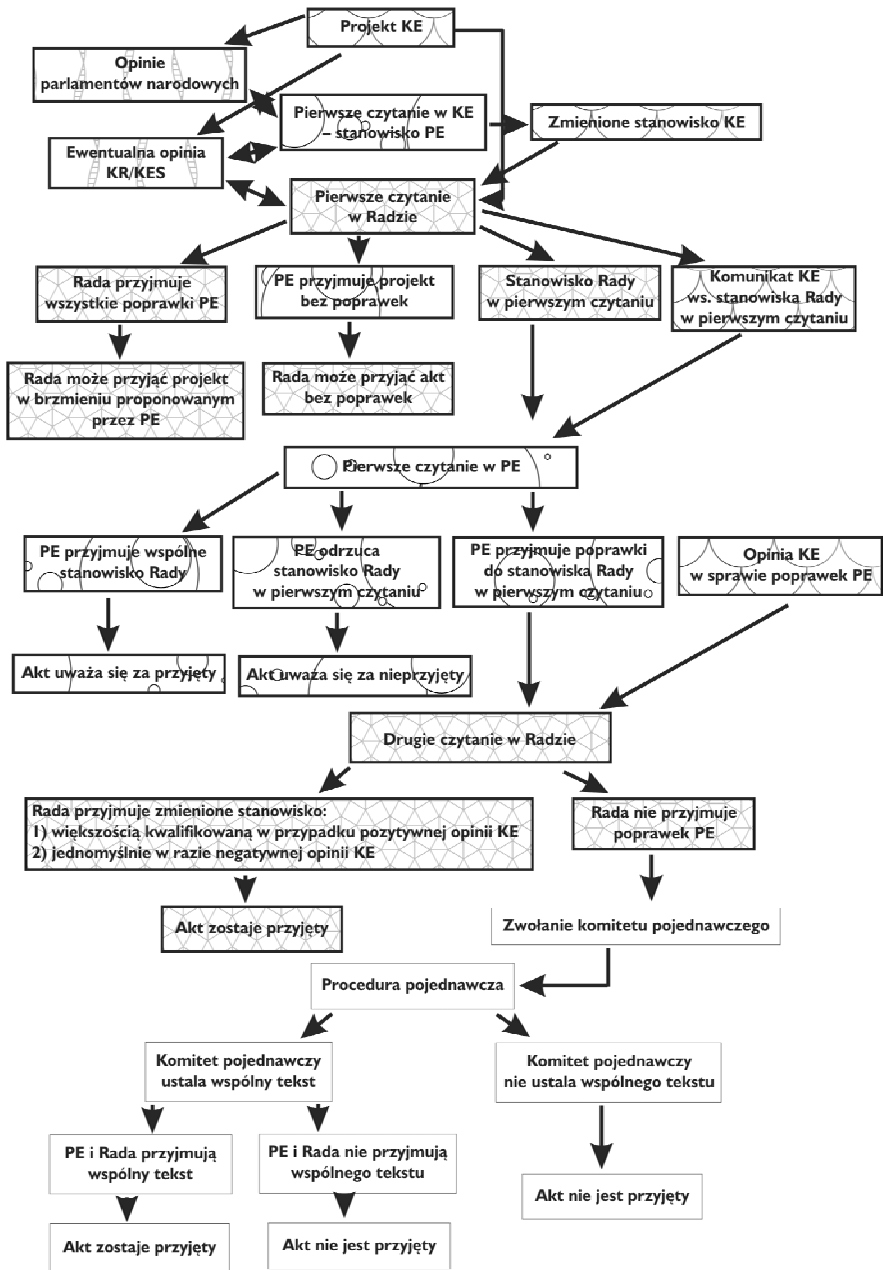 Projekt KE
Opinie
parlamentów narodowych
Pierwsze czytanie w KE
– stanowisko PE
Zmienione stanowisko KE
Ewentualna opinia
KR/KES
Pierwsze czytanie
w Radzie
Rada przyjmuje
wszystkie poprawki PE
PE przyjmuje projekt
bez poprawek
Stanowisko Rady
w pierwszym czytaniu
Komunikat KE
ws. stanowiska Rady
w pierwszym czytaniu
Rada może przyjąć projekt
w brzmieniu proponowanym
przez PE
Rada może przyjąć akt
bez poprawek
Pierwsze czytanie w PE
PE przyjmuje wspólne
stanowisko Rady
PE odrzuca
stanowisko Rady
w pierwszym czytaniu
PE przyjmuje poprawki
do stanowiska Rady
w pierwszym czytaniu
Opinia KE
w sprawie poprawek PE
Akt uważa się za przyjęty
Akt uważa się za nieprzyjęty
Drugie czytanie w Radzie
Rada przyjmuje zmienione stanowisko:
1) większością kwalifikowaną w przypadku pozytywnej opinii KE
2) jednomyślnie w razie negatywnej opinii KE
Rada nie przyjmuje
poprawek PE
Akt zostaje przyjęty
Zwołanie komitetu pojednawczego
Procedura pojednawcza
Komitet pojednawczy
ustala wspólny tekst
Komitet pojednawczy
nie ustala wspólnego tekstu
PE i Rada przyjmują
wspólny tekst
PE i Rada nie przyjmują
wspólnego tekstu
Akt nie jest przyjęty
Akt zostaje przyjęty
Akt nie jest przyjęty